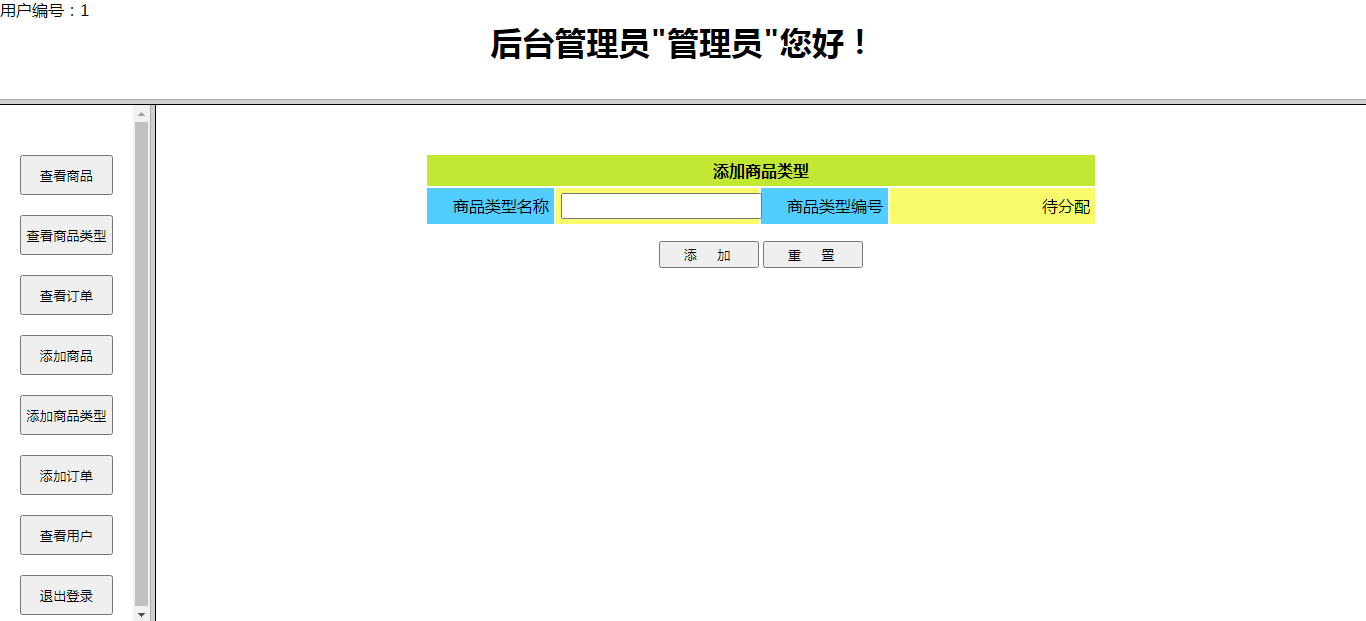 用户编号：1
后台管理员"管理员"您好！
查看商品
查看商品类型
查看订单
添加商品
添加商品类型
添加订单
查看用户
退出登录
添加商品类型
商品类型名称 商品类型编号 待分配
添 加 重 置